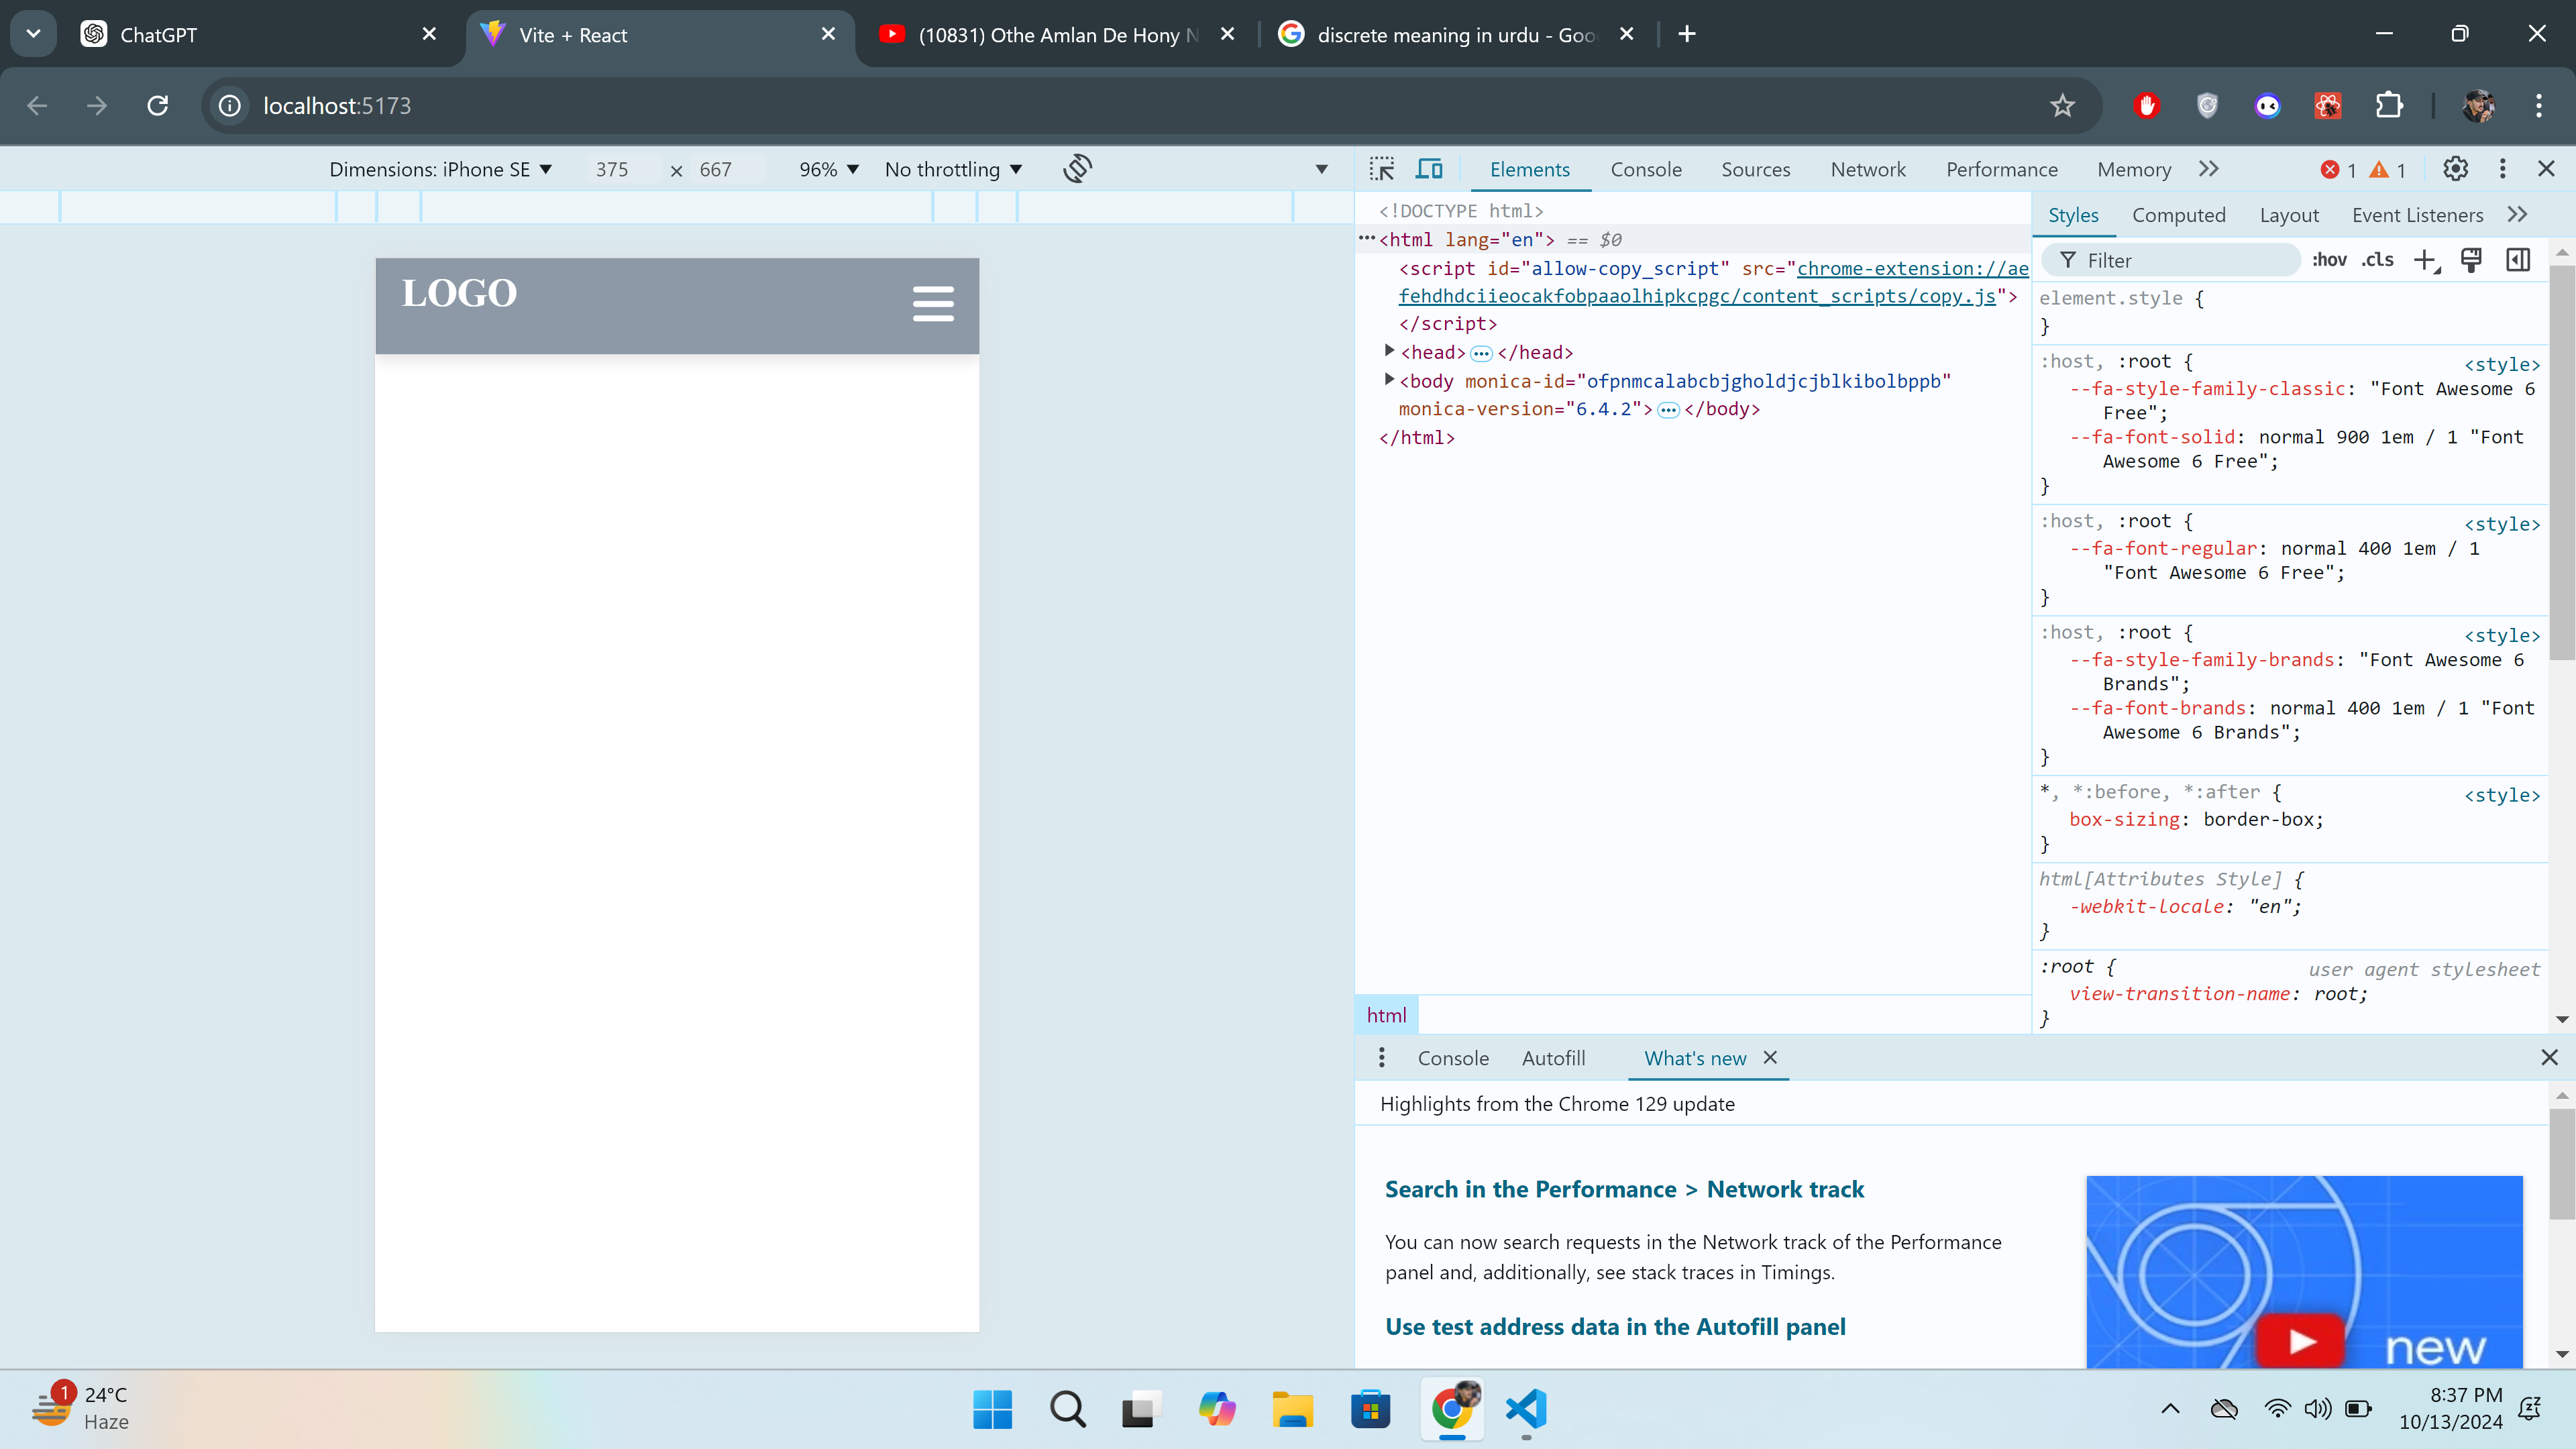 ChatGPT
Vite + React
(10831) Othe Amlan De Hony N
discrete meaning in urdu - Goo
localhost:5173
Dimensions: iPhone SE 375 × 667 96% No throttling
LOGO
Elements Console Sources Network Performance Memory 1 1
<!DOCTYPE html>
<html lang="en"> == $0
<script id="allow-copy_script" src="chrome-extension://ae
fehdhdciieocakfobpaaolhipkcpgc/content_scripts/copy.js">
</script>
<head> </head>
<body monica-id="ofpnmcalabcbjgholdjcjblkibolbppb"
monica-version="6.4.2"> </body>
</html>
html
Styles Computed Layout Event Listeners
Filter :hov .cls
element.style {
}
:host, :root { <style>
--fa-style-family-classic: "Font Awesome 6
Free";
--fa-font-solid: normal 900 1em / 1 "Font
Awesome 6 Free";
}
:host, :root { <style>
--fa-font-regular: normal 400 1em / 1
"Font Awesome 6 Free";
}
:host, :root { <style>
--fa-style-family-brands: "Font Awesome 6
Brands";
--fa-font-brands: normal 400 1em / 1 "Font
Awesome 6 Brands";
}
*, *:before, *:after { <style>
box-sizing: border-box;
}
html[Attributes Style] {
-webkit-locale: "en";
}
:root { user agent stylesheet
view-transition-name: root;
}
Console Autofill What's new
Highlights from the Chrome 129 update
Search in the Performance > Network track
You can now search requests in the Network track of the Performance
panel and, additionally, see stack traces in Timings.
Use test address data in the Autofill panel
new
1
24°C
Haze
8:37 PM
10/13/2024